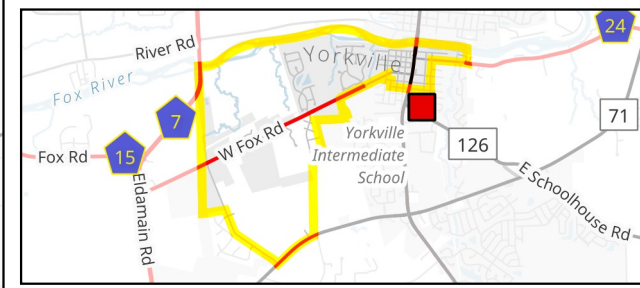 24
River Rd
Yorkville
Fox River
7
71
W Fox Rd
126
Yorkville
Intermediate
School
Fox Rd
15
E Schoolhouse Rd
Eldamain Rd